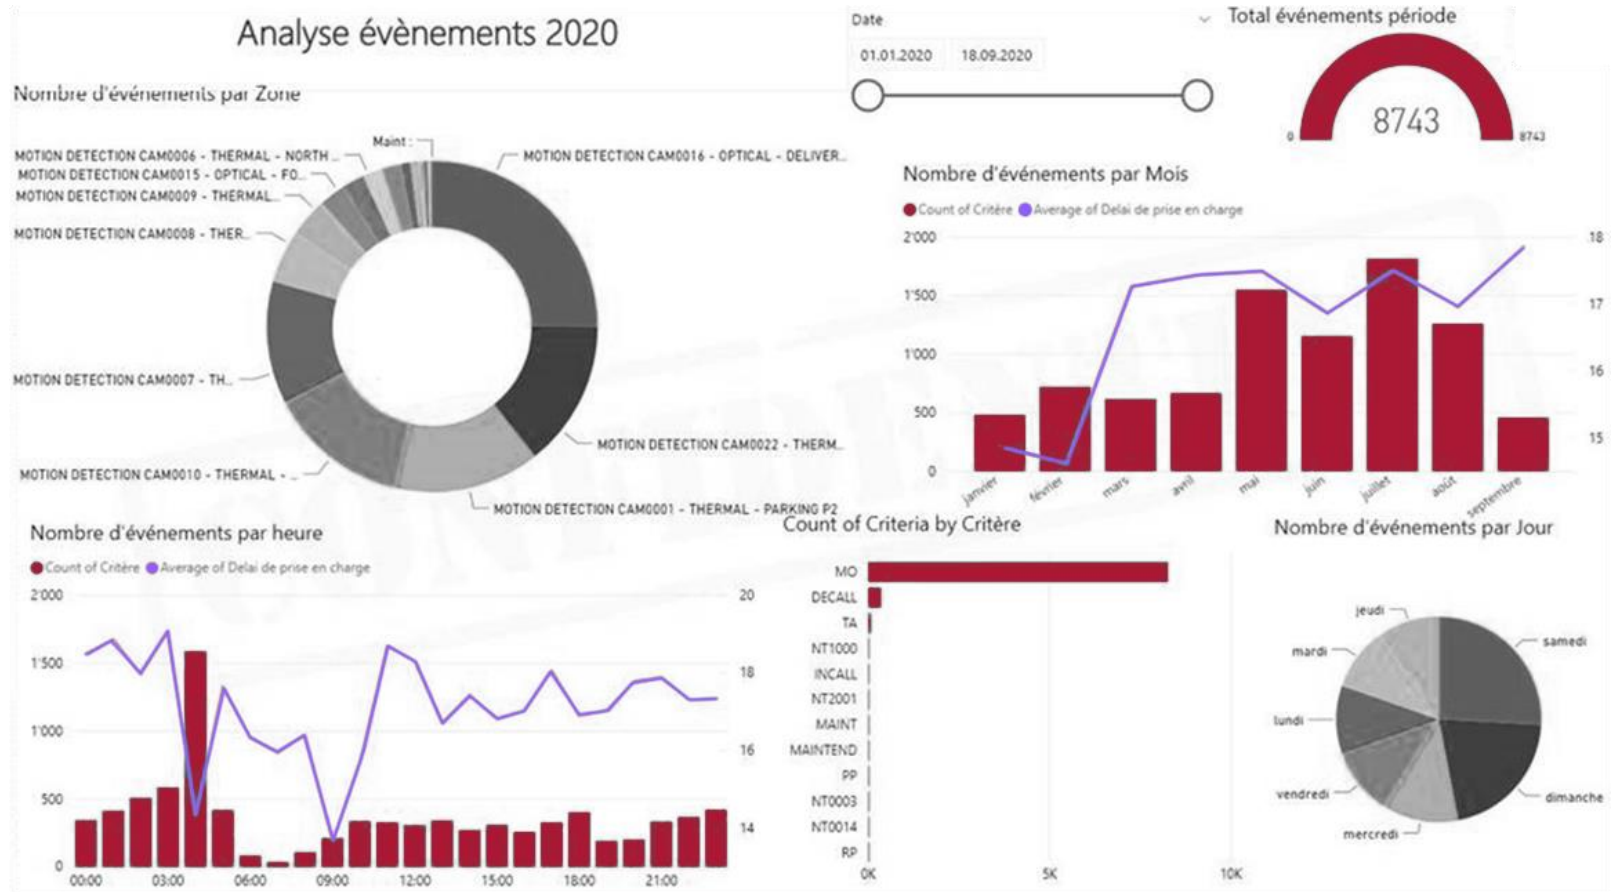 Analyse évènements 2020
Date
01.01.2020 18.09.2020
Total événements période
8743
0 8743
Nombre d'événements par Zone
Maint :
MOTION DETECTION CAM0006 - THERMAL - NORTH ...
MOTION DETECTION CAM0015 - OPTICAL - FO...
MOTION DETECTION CAM0009 - THERMAL...
MOTION DETECTION CAM0008 - THER...
MOTION DETECTION CAM0007 - TH...
MOTION DETECTION CAM0010 - THERMAL - ...
MOTION DETECTION CAM0016 - OPTICAL - DELIVER...
MOTION DETECTION CAM0022 - THERM...
MOTION DETECTION CAM0001 - THERMAL - PARKING P2
Nombre d'événements par Mois
Count of Critère Average of Delai de prise en charge
2'000
1'500
1'000
500
0
18
17
16
15
janvier
février
mars
avril
mai
juin
juillet
août
septembre
Nombre d'événements par heure
Count of Critère Average of Delai de prise en charge
2'000
1'500
1'000
500
0
20
18
16
14
00:00 03:00 06:00 09:00 12:00 15:00 18:00 21:00
Count of Criteria by Critère
MO
DECALL
TA
NT1000
INCALL
NT2001
MAINT
MAINTEND
PP
NT0003
NT0014
RP
0K 5K 10K
Nombre d'événements par Jour
jeudi
mardi
lundi
vendredi
mercredi
samedi
dimanche